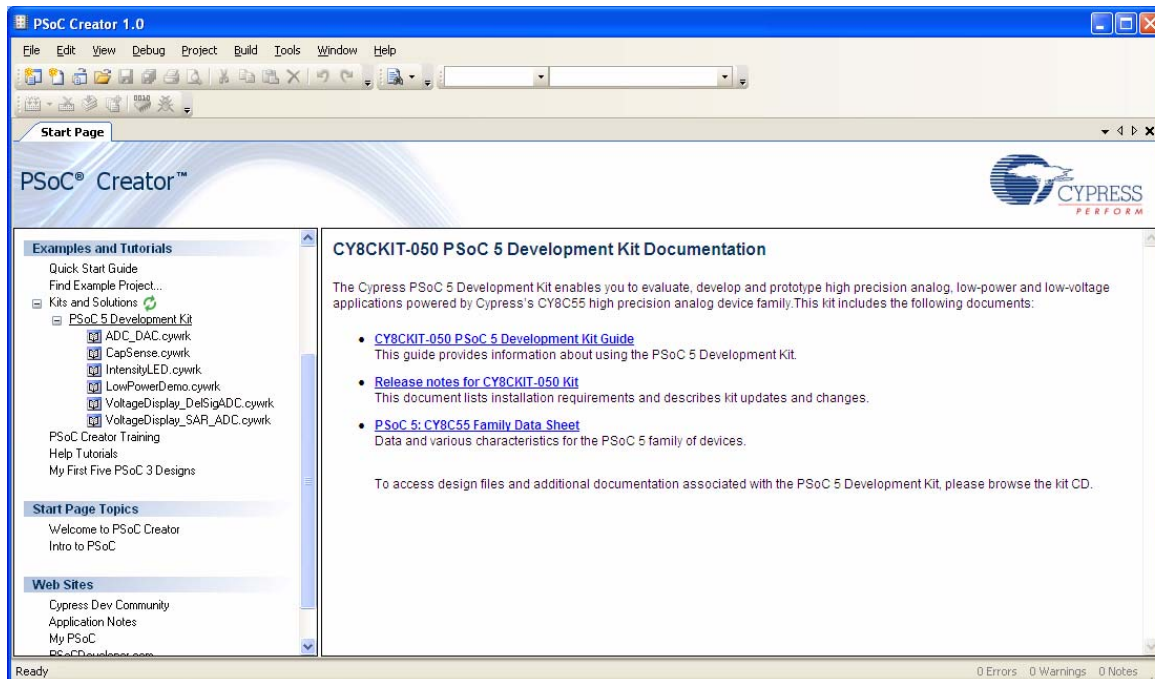 PSoC Creator 1.0
File Edit View Debug Project Build Tools Window Help
Start Page
PSoC® Creator™
CYPRESS
PERFORM
Examples and Tutorials
Quick Start Guide
Find Example Project...
Kits and Solutions
PSoC 5 Development Kit
ADC_DAC.cywrk
CapSense.cywrk
IntensityLED.cywrk
LowPowerDemo.cywrk
VoltageDisplay_DelSigADC.cywrk
VoltageDisplay_SAR_ADC.cywrk
PSoC Creator Training
Help Tutorials
My First Five PSoC 3 Designs
Start Page Topics
Welcome to PSoC Creator
Intro to PSoC
Web Sites
Cypress Dev Community
Application Notes
My PSoC
PSoCDeveloper.com
CY8CKIT-050 PSoC 5 Development Kit Documentation
The Cypress PSoC 5 Development Kit enables you to evaluate, develop and prototype high precision analog, low-power and low-voltage
applications powered by Cypress's CY8C55 high precision analog device family.This kit includes the following documents:
• CY8CKIT-050 PSoC 5 Development Kit Guide
This guide provides information about using the PSoC 5 Development Kit.
• Release notes for CY8CKIT-050 Kit
This document lists installation requirements and describes kit updates and changes.
• PSoC 5: CY8C55 Family Data Sheet
Data and various characteristics for the PSoC 5 family of devices.
To access design files and additional documentation associated with the PSoC 5 Development Kit, please browse the kit CD.
Ready
0 Errors 0 Warnings 0 Notes